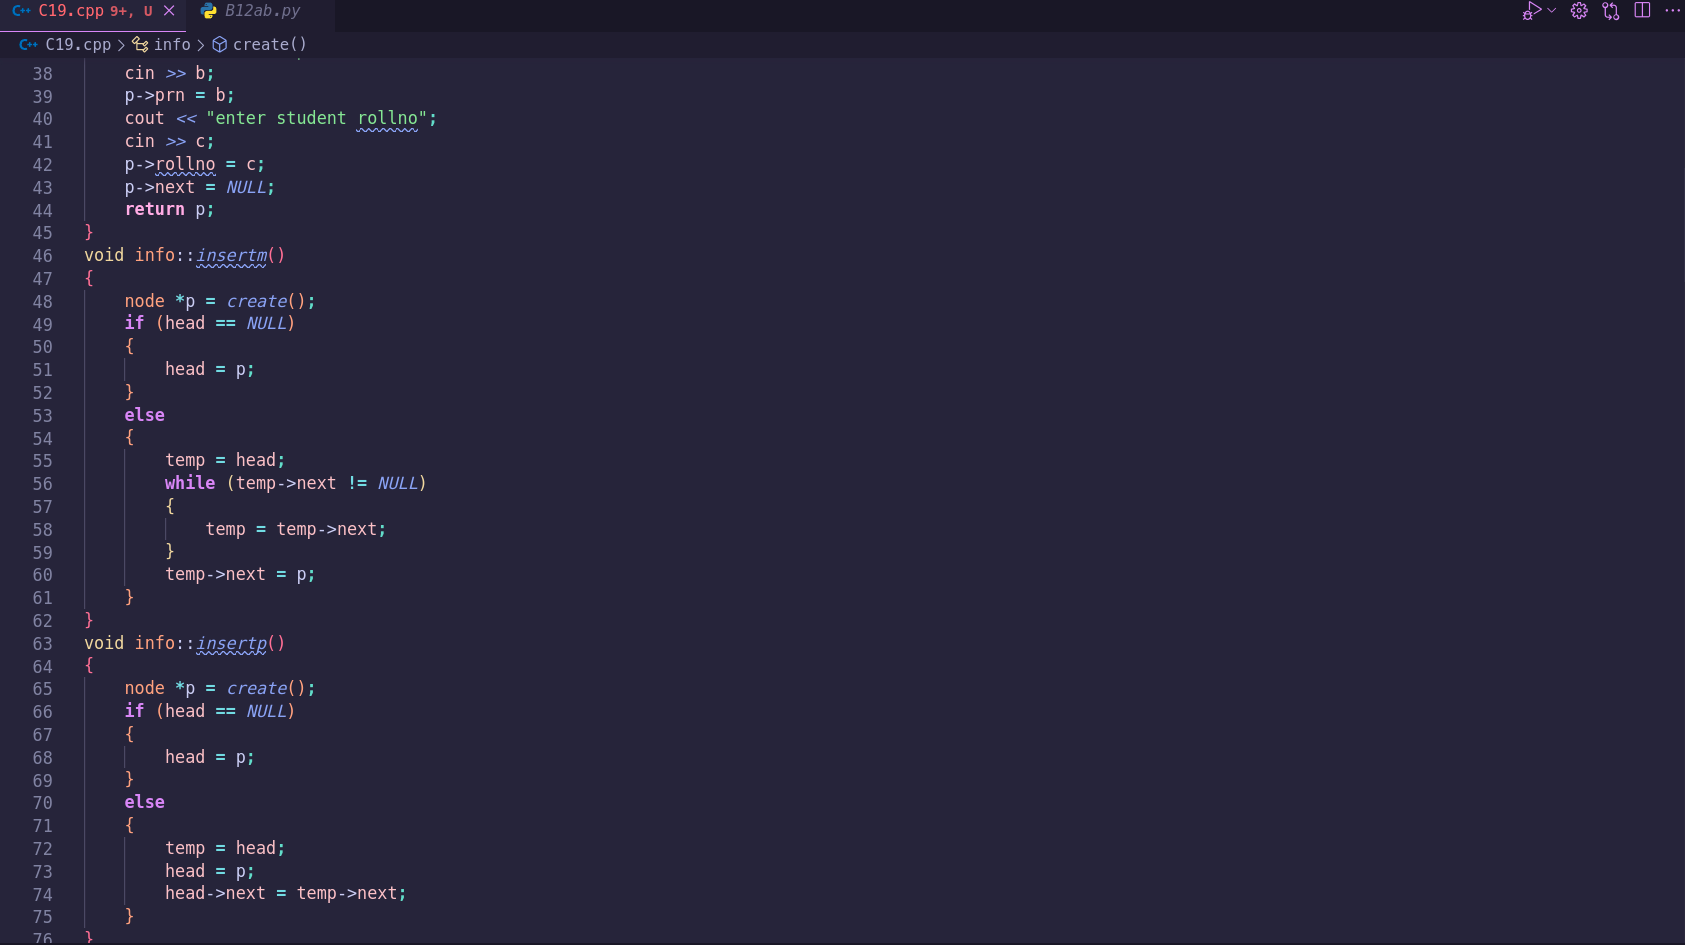 C++ C19.cpp 9+, U
B12ab.py
C++ C19.cpp > info > create()
38 cin >> b;
39 p->prn = b;
40 cout << "enter student rollno";
41 cin >> c;
42 p->rollno = c;
43 p->next = NULL;
44 return p;
45 }
46 void info::insertm()
47 {
48 node *p = create();
49 if (head == NULL)
50 {
51 head = p;
52 }
53 else
54 {
55 temp = head;
56 while (temp->next != NULL)
57 {
58 temp = temp->next;
59 }
60 temp->next = p;
61 }
62 }
63 void info::insertp()
64 {
65 node *p = create();
66 if (head == NULL)
67 {
68 head = p;
69 }
70 else
71 {
72 temp = head;
73 head = p;
74 head->next = temp->next;
75 }
76 }